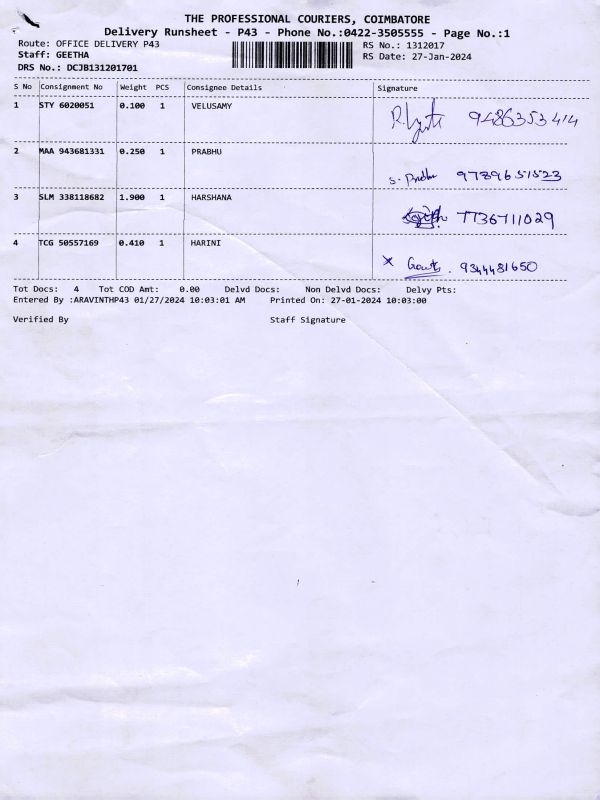 THE PROFESSIONAL COURIERS, COIMBATORE
Delivery Runsheet - P43 - Phone No.:0422-3505555 - Page No.:1
Route: OFFICE DELIVERY P43 RS No.: 1312017
Staff: GEETHA RS Date: 27-Jan-2024
DRS No.: DCJB131201701
S No Consignment No Weight PCS Consignee Details Signature
1 STY 6020051 0.100 1 VELUSAMY 9486353414
2 MAA 943681331 0.250 1 PRABHU S. Prabhu 9789651523
3 SLM 338118682 1.900 1 HARSHANA 7736711029
4 TCG 50557169 0.410 1 HARINI 9344481650
Tot Docs: 4 Tot COD Amt: 0.00 Delvd Docs: Non Delvd Docs: Delvy Pts:
Entered By :ARAVINTHP43 01/27/2024 10:03:01 AM Printed On: 27-01-2024 10:03:00
Verified By Staff Signature